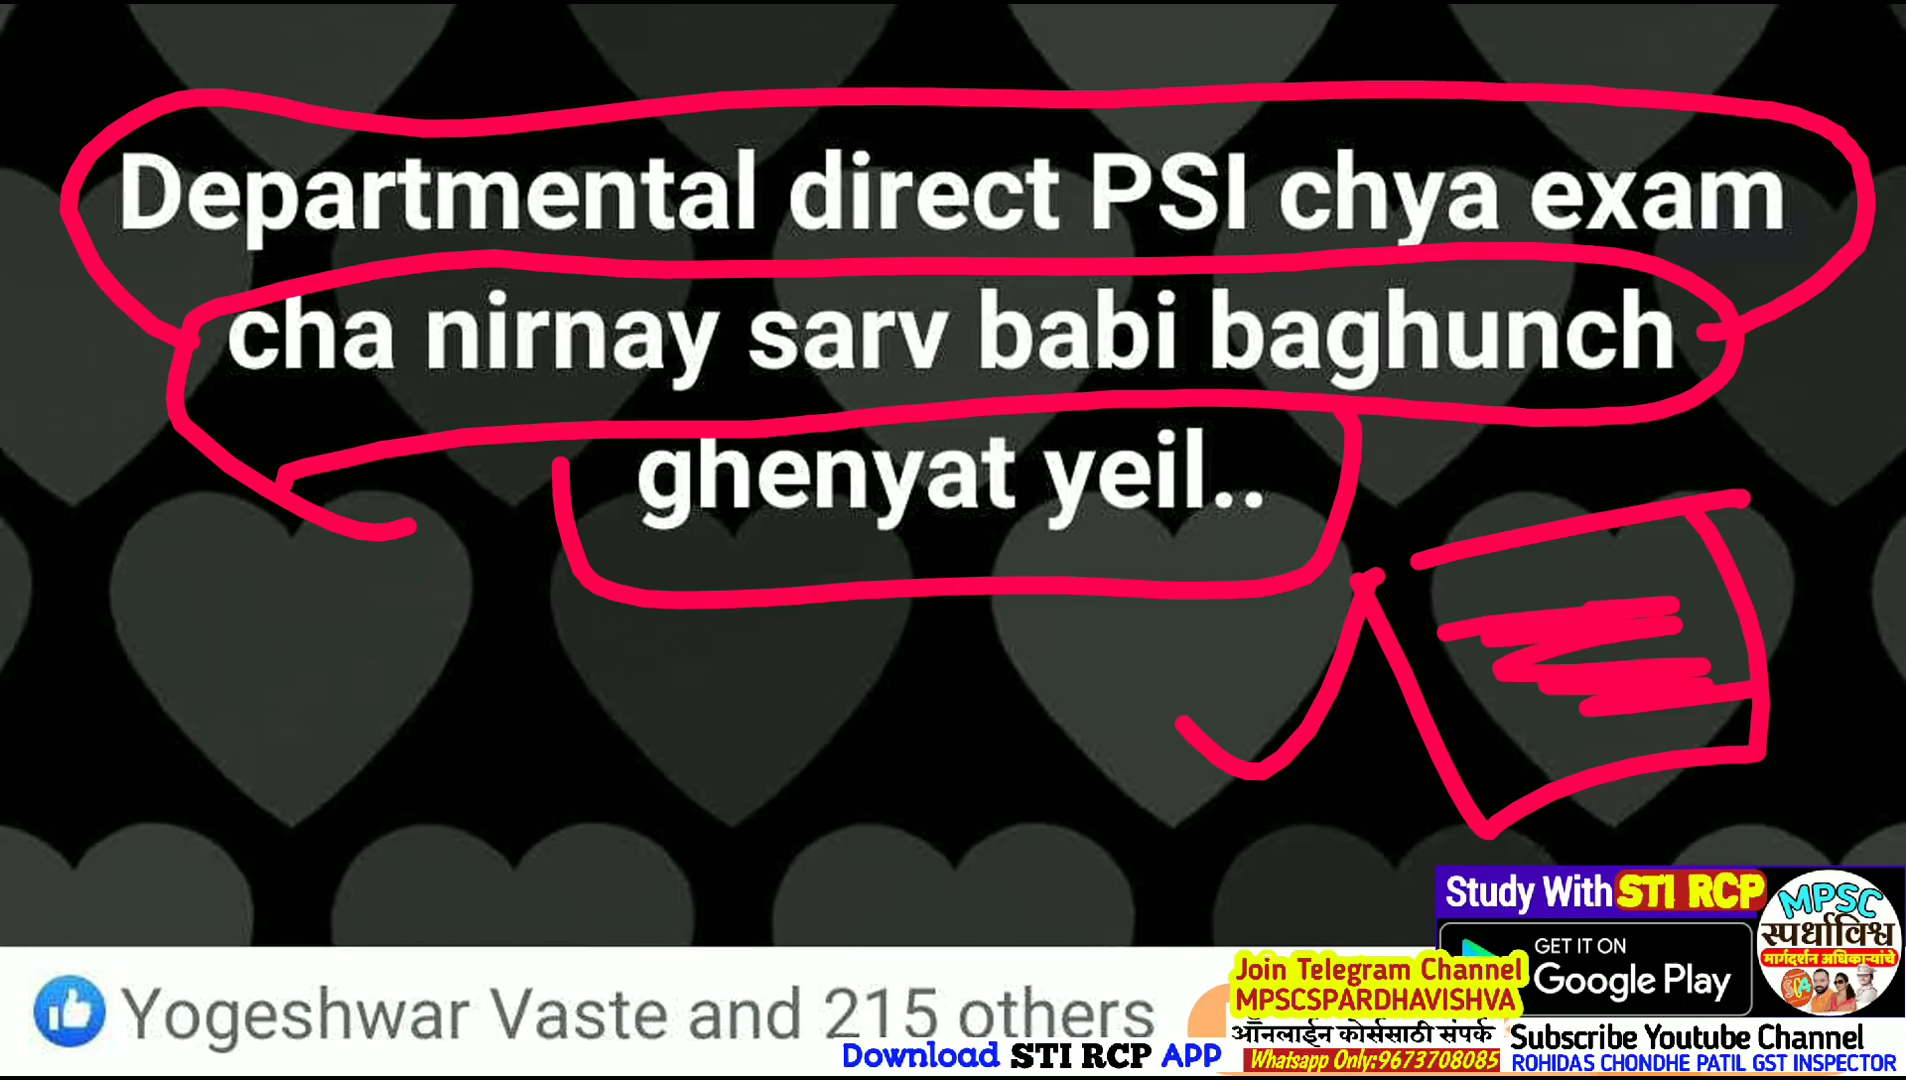 Departmental direct PSI chya exam
cha nirnay sarv babi baghunch
ghenyat yeil..
Study With STI RCP
MPSC
स्पर्धाविश्व
मार्गदर्शन अधिकाऱ्यांचे
GET IT ON
Google Play
Join Telegram Channel
MPSCSPARDHAVISHVA
Yogeshwar Vaste and 215 others
ऑनलाईन कोर्ससाठी संपर्क
Whatsapp Only:9673708085
Download STI RCP APP
Subscribe Youtube Channel
ROHIDAS CHONDHE PATIL GST INSPECTOR